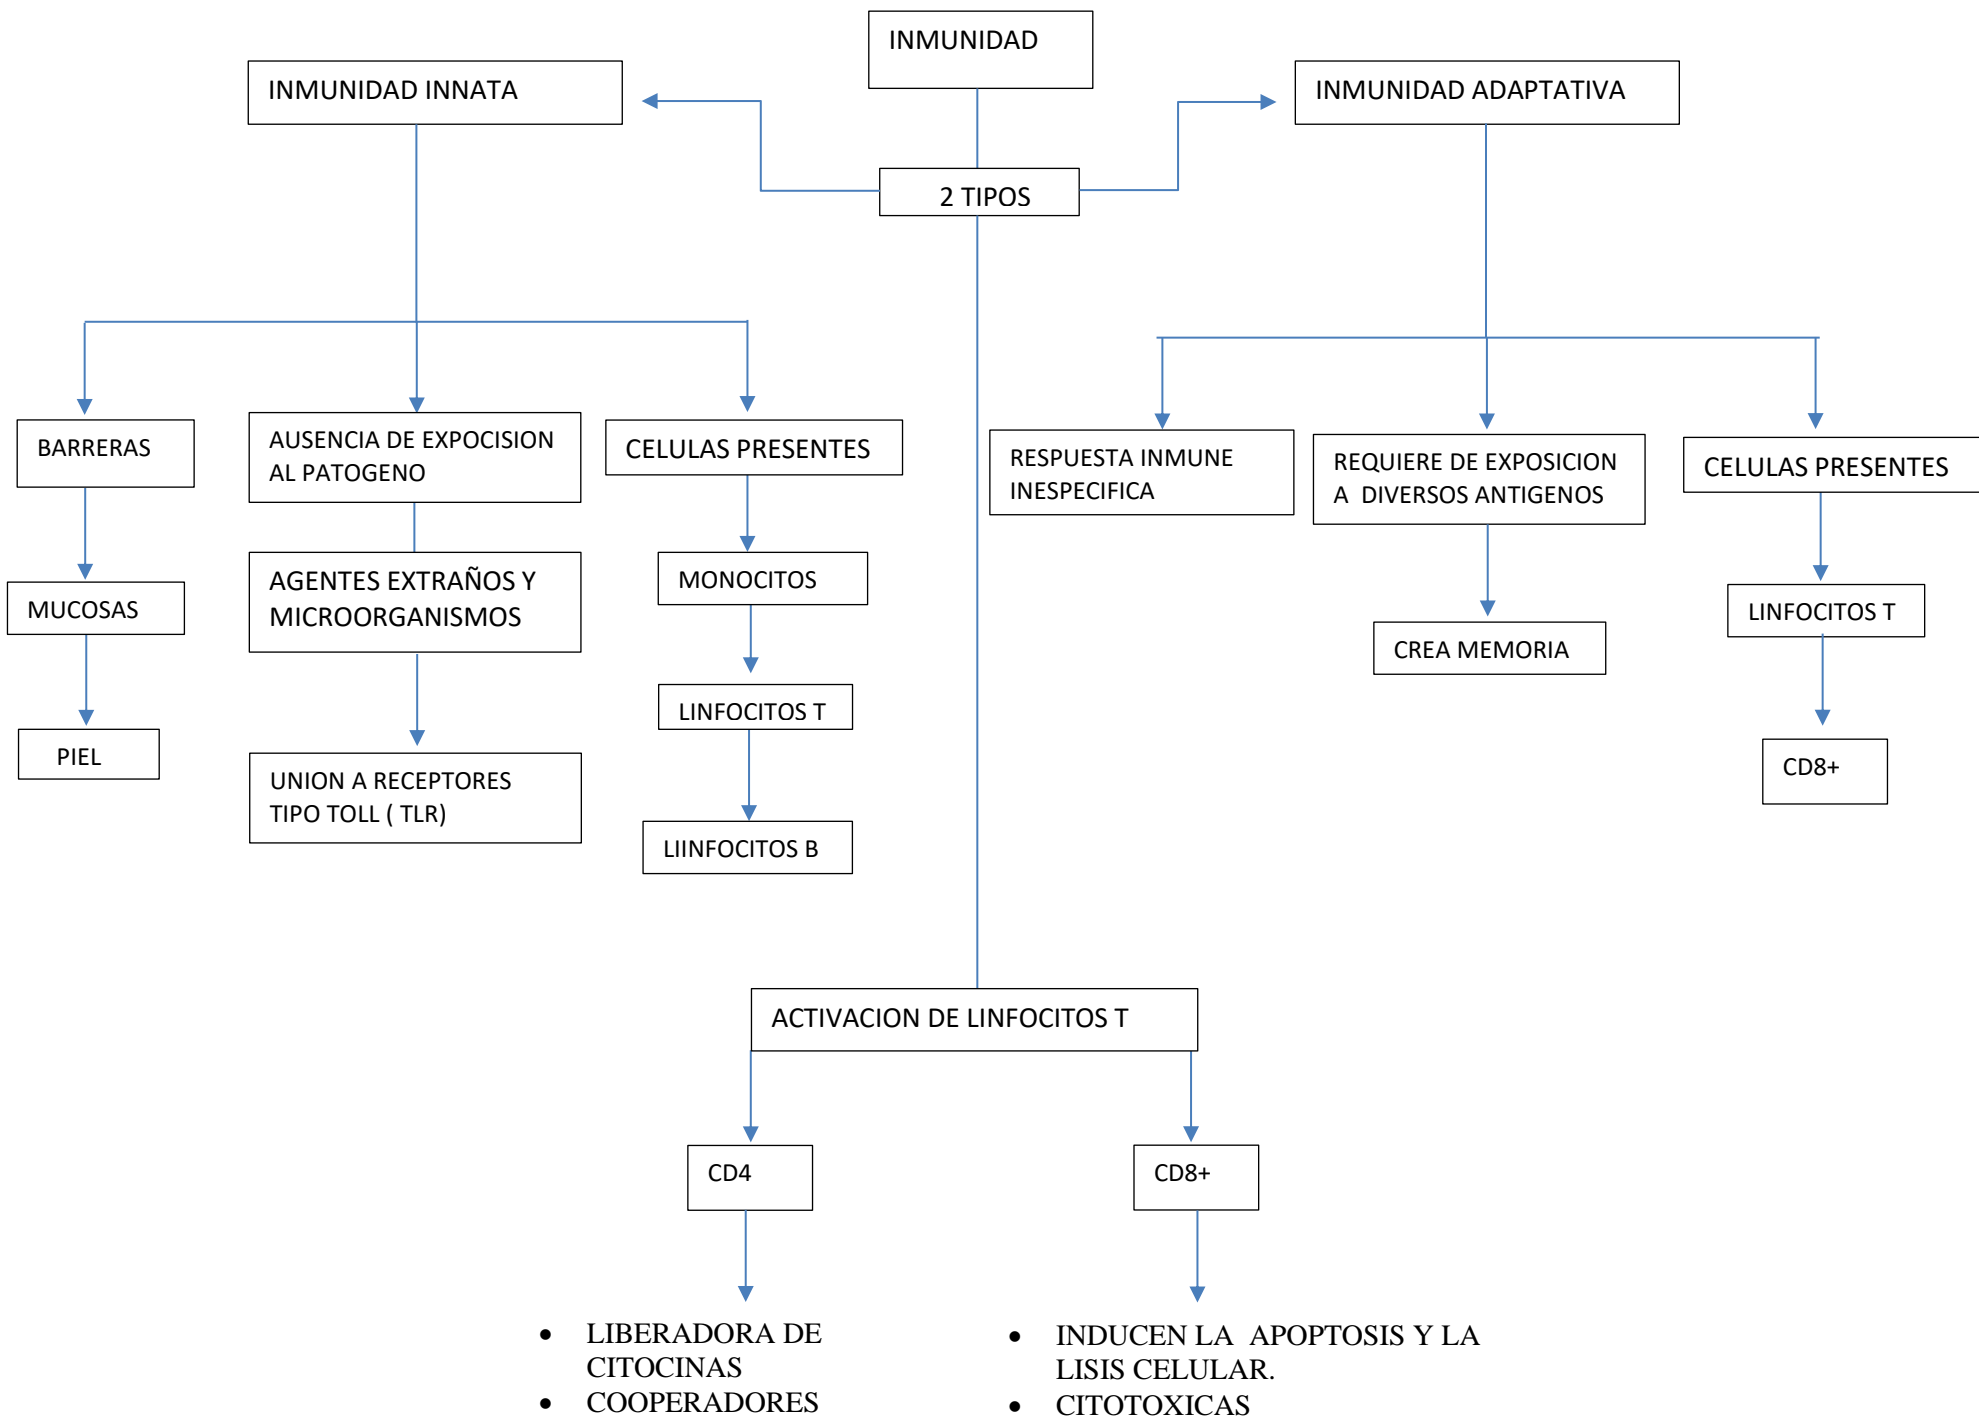 INMUNIDAD
INMUNIDAD INNATA
INMUNIDAD ADAPTATIVA
2 TIPOS
BARRERAS
MUCOSAS
PIEL
AUSENCIA DE EXPOCISION
AL PATOGENO
AGENTES EXTRAÑOS Y
MICROORGANISMOS
UNION A RECEPTORES
TIPO TOLL ( TLR)
CELULAS PRESENTES
MONOCITOS
LINFOCITOS T
LIINFOCITOS B
RESPUESTA INMUNE
INESPECIFICA
REQUIERE DE EXPOSICION
A DIVERSOS ANTIGENOS
CREA MEMORIA
CELULAS PRESENTES
LINFOCITOS T
CD8+
ACTIVACION DE LINFOCITOS T
CD4
• LIBERADORA DE
CITOCINAS
• COOPERADORES
CD8+
• INDUCEN LA APOPTOSIS Y LA
LISIS CELULAR.
• CITOTOXICAS